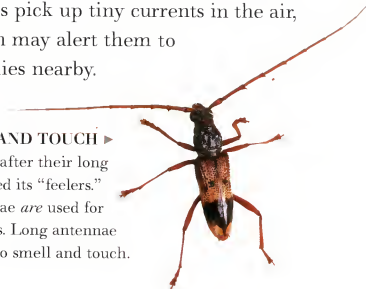 s pick up tiny currents in the air,
n may alert them to
ies nearby.
AND TOUCH ►
after their long
ed its “feelers.”
ae are used for
s. Long antennae
o smell and touch.